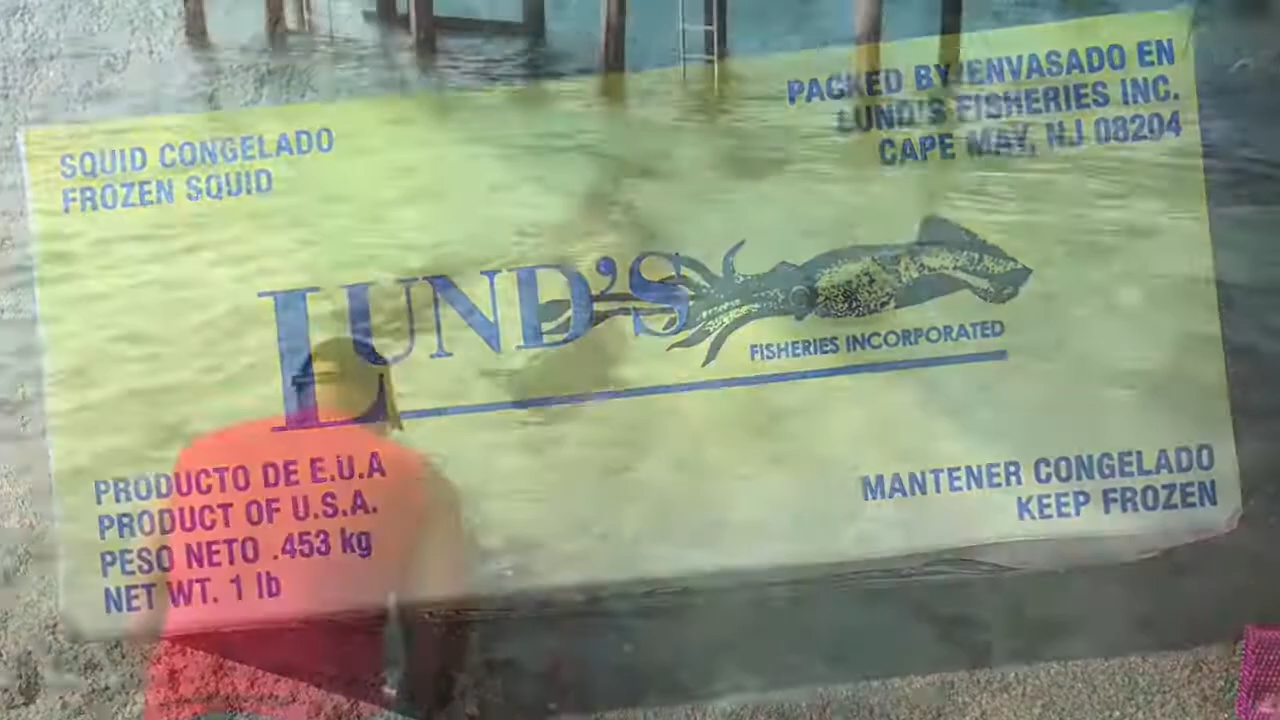 SQUID CONGELADO
FROZEN SQUID
PACKED BY/ENVASADO EN
LUND'S FISHERIES INC.
CAPE MAY, NJ 08204
LUND'S
FISHERIES INCORPORATED
PRODUCTO DE E.U.A
PRODUCT OF U.S.A.
PESO NETO .453 kg
NET WT. 1 lb
MANTENER CONGELADO
KEEP FROZEN